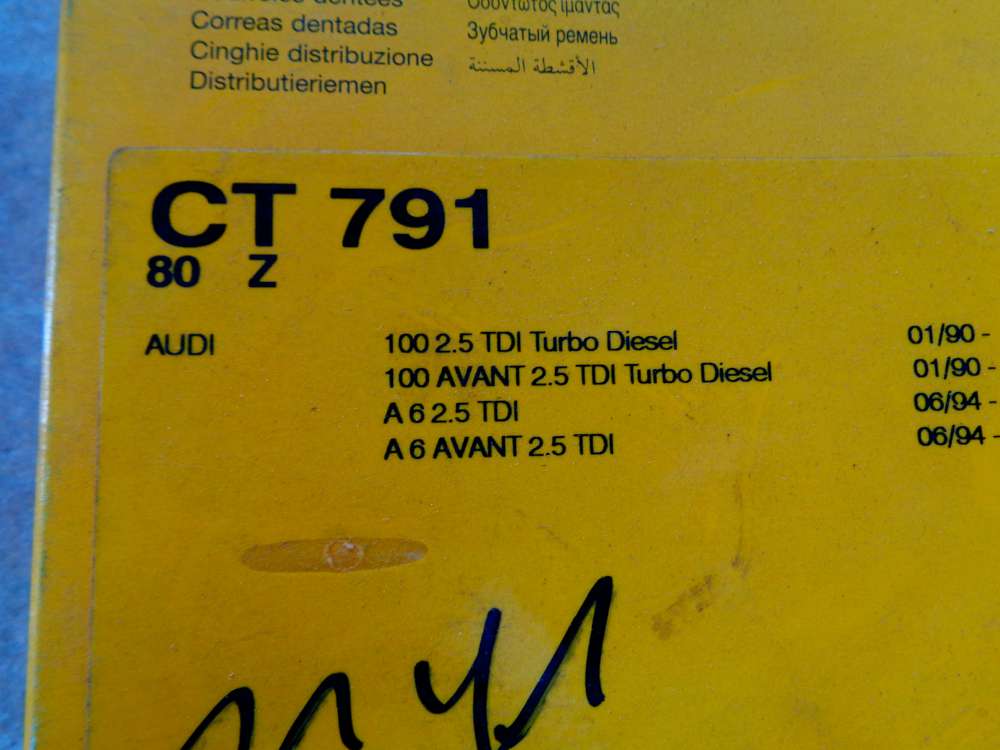 Correas dentadas
Cinghie distribuzione
Distributieriemen
Οδοντωτός ιμάντας
Зубчатый ремень
الأقشطة المسننة
CT 791
80 Z
AUDI
100 2.5 TDI Turbo Diesel 01/90 -
100 AVANT 2.5 TDI Turbo Diesel 01/90 -
A 6 2.5 TDI 06/94 -
A 6 AVANT 2.5 TDI 06/94 -